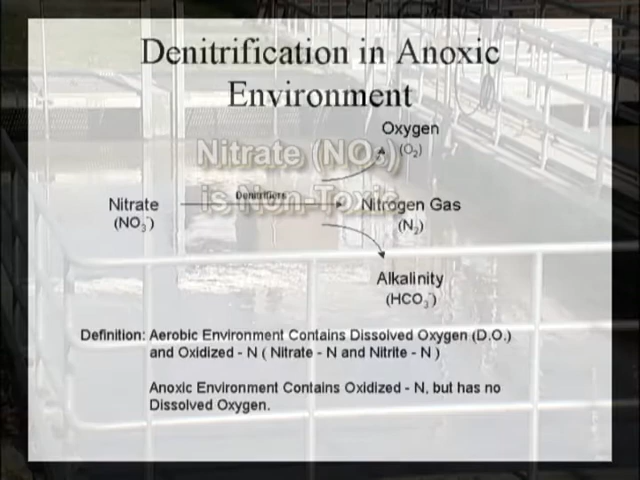 Denitrification in Anoxic
Environment
Oxygen
(O₂)
Nitrate (NO₃)
is Non-Toxic
Denitrifiers
Nitrate
(NO₃⁻)
Nitrogen Gas
(N₂)
Alkalinity
(HCO₃⁻)
Definition: Aerobic Environment Contains Dissolved Oxygen (D.O.)
and Oxidized - N ( Nitrate - N and Nitrite - N )
Anoxic Environment Contains Oxidized - N, but has no
Dissolved Oxygen.